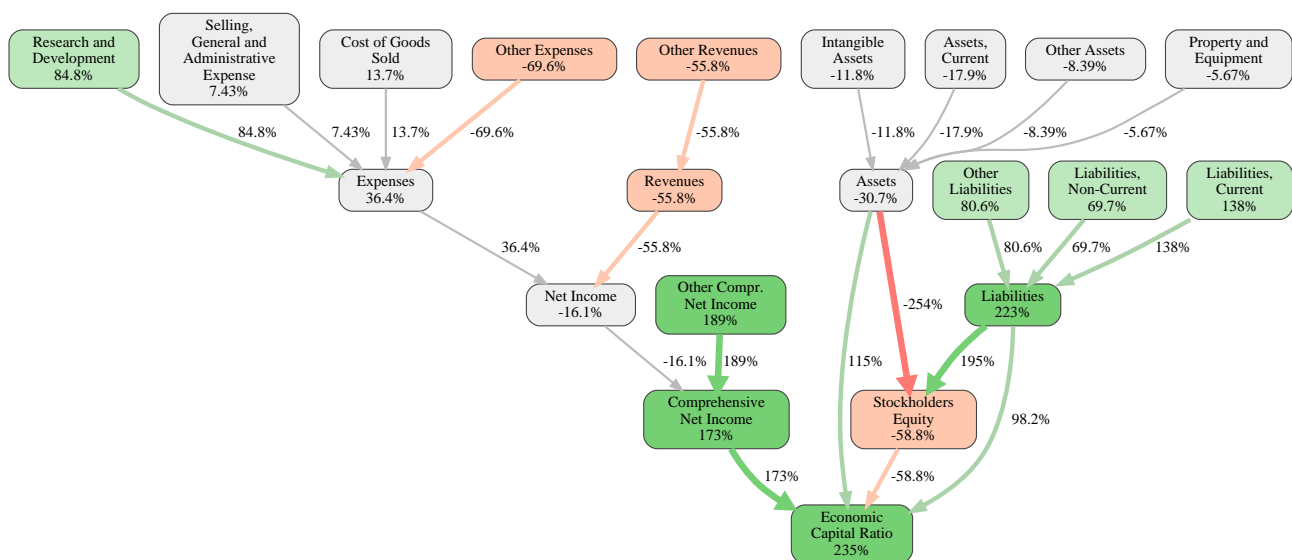 Research and
Development
84.8%
Selling,
General and
Administrative
Expense
7.43%
Cost of Goods
Sold
13.7%
Other Expenses
-69.6%
Other Revenues
-55.8%
Intangible
Assets
-11.8%
Assets,
Current
-17.9%
Other Assets
-8.39%
Property and
Equipment
-5.67%
84.8%
7.43%
13.7%
-69.6%
-55.8%
-11.8%
-17.9%
-8.39%
-5.67%
Expenses
36.4%
Revenues
-55.8%
Assets
-30.7%
Other
Liabilities
80.6%
Liabilities,
Non-Current
69.7%
Liabilities,
Current
138%
36.4%
-55.8%
80.6%
69.7%
138%
Net Income
-16.1%
Other Compr.
Net Income
189%
-254%
Liabilities
223%
-16.1%
189%
115%
195%
Comprehensive
Net Income
173%
Stockholders
Equity
-58.8%
98.2%
173%
-58.8%
Economic
Capital Ratio
235%